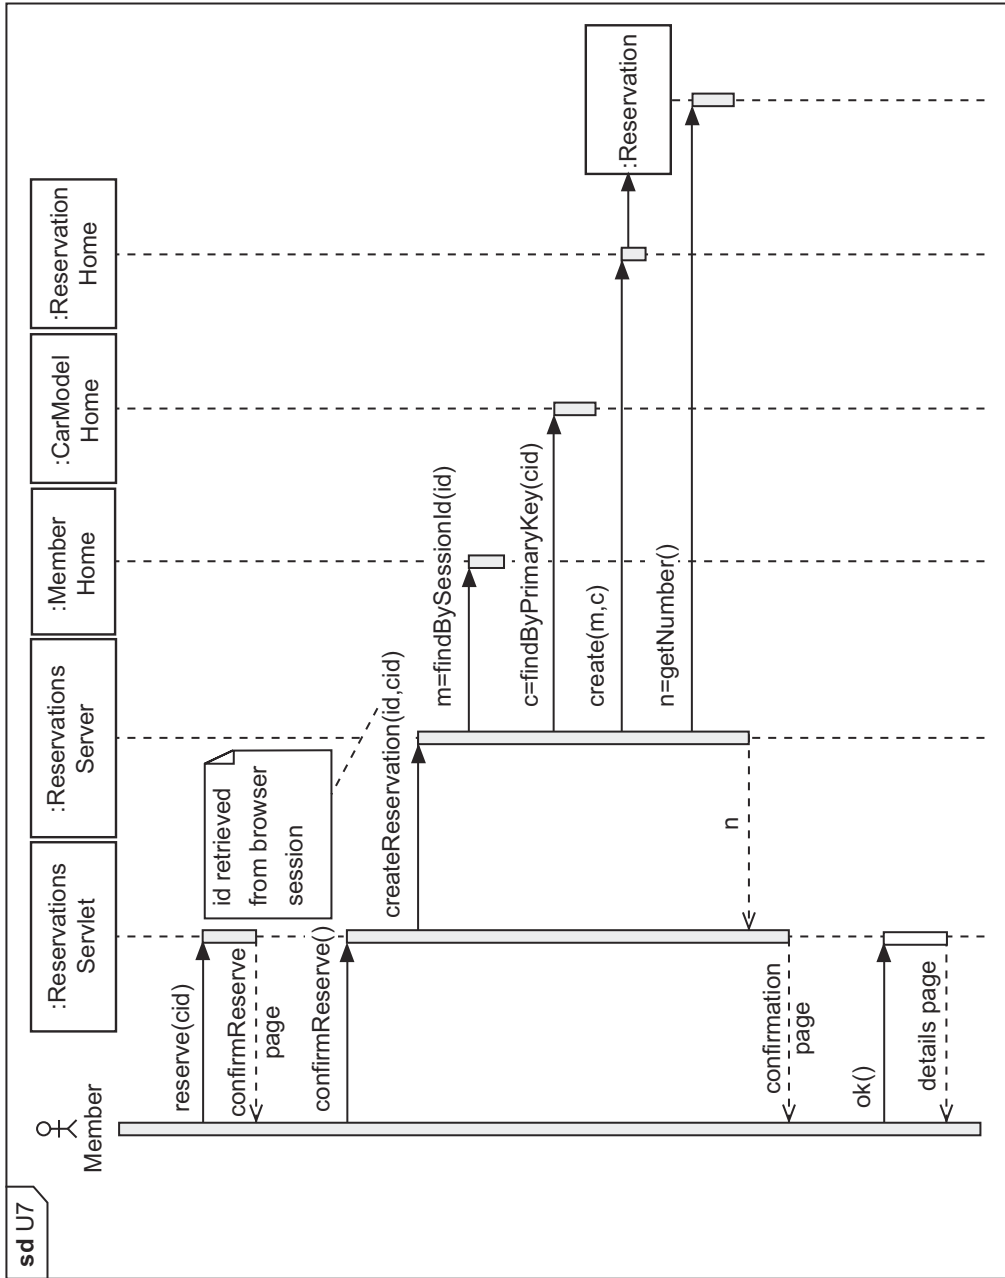 sd U7
Member
:Reservations
Servlet
:Reservations
Server
:Member
Home
:CarModel
Home
:Reservation
Home
reserve(cid)
confirmReserve
page
id retrieved
from browser
session
confirmReserve()
createReservation(id,cid)
m=findBySessionId(id)
c=findByPrimaryKey(cid)
create(m,c)
:Reservation
n=getNumber()
n
confirmation
page
ok()
details page